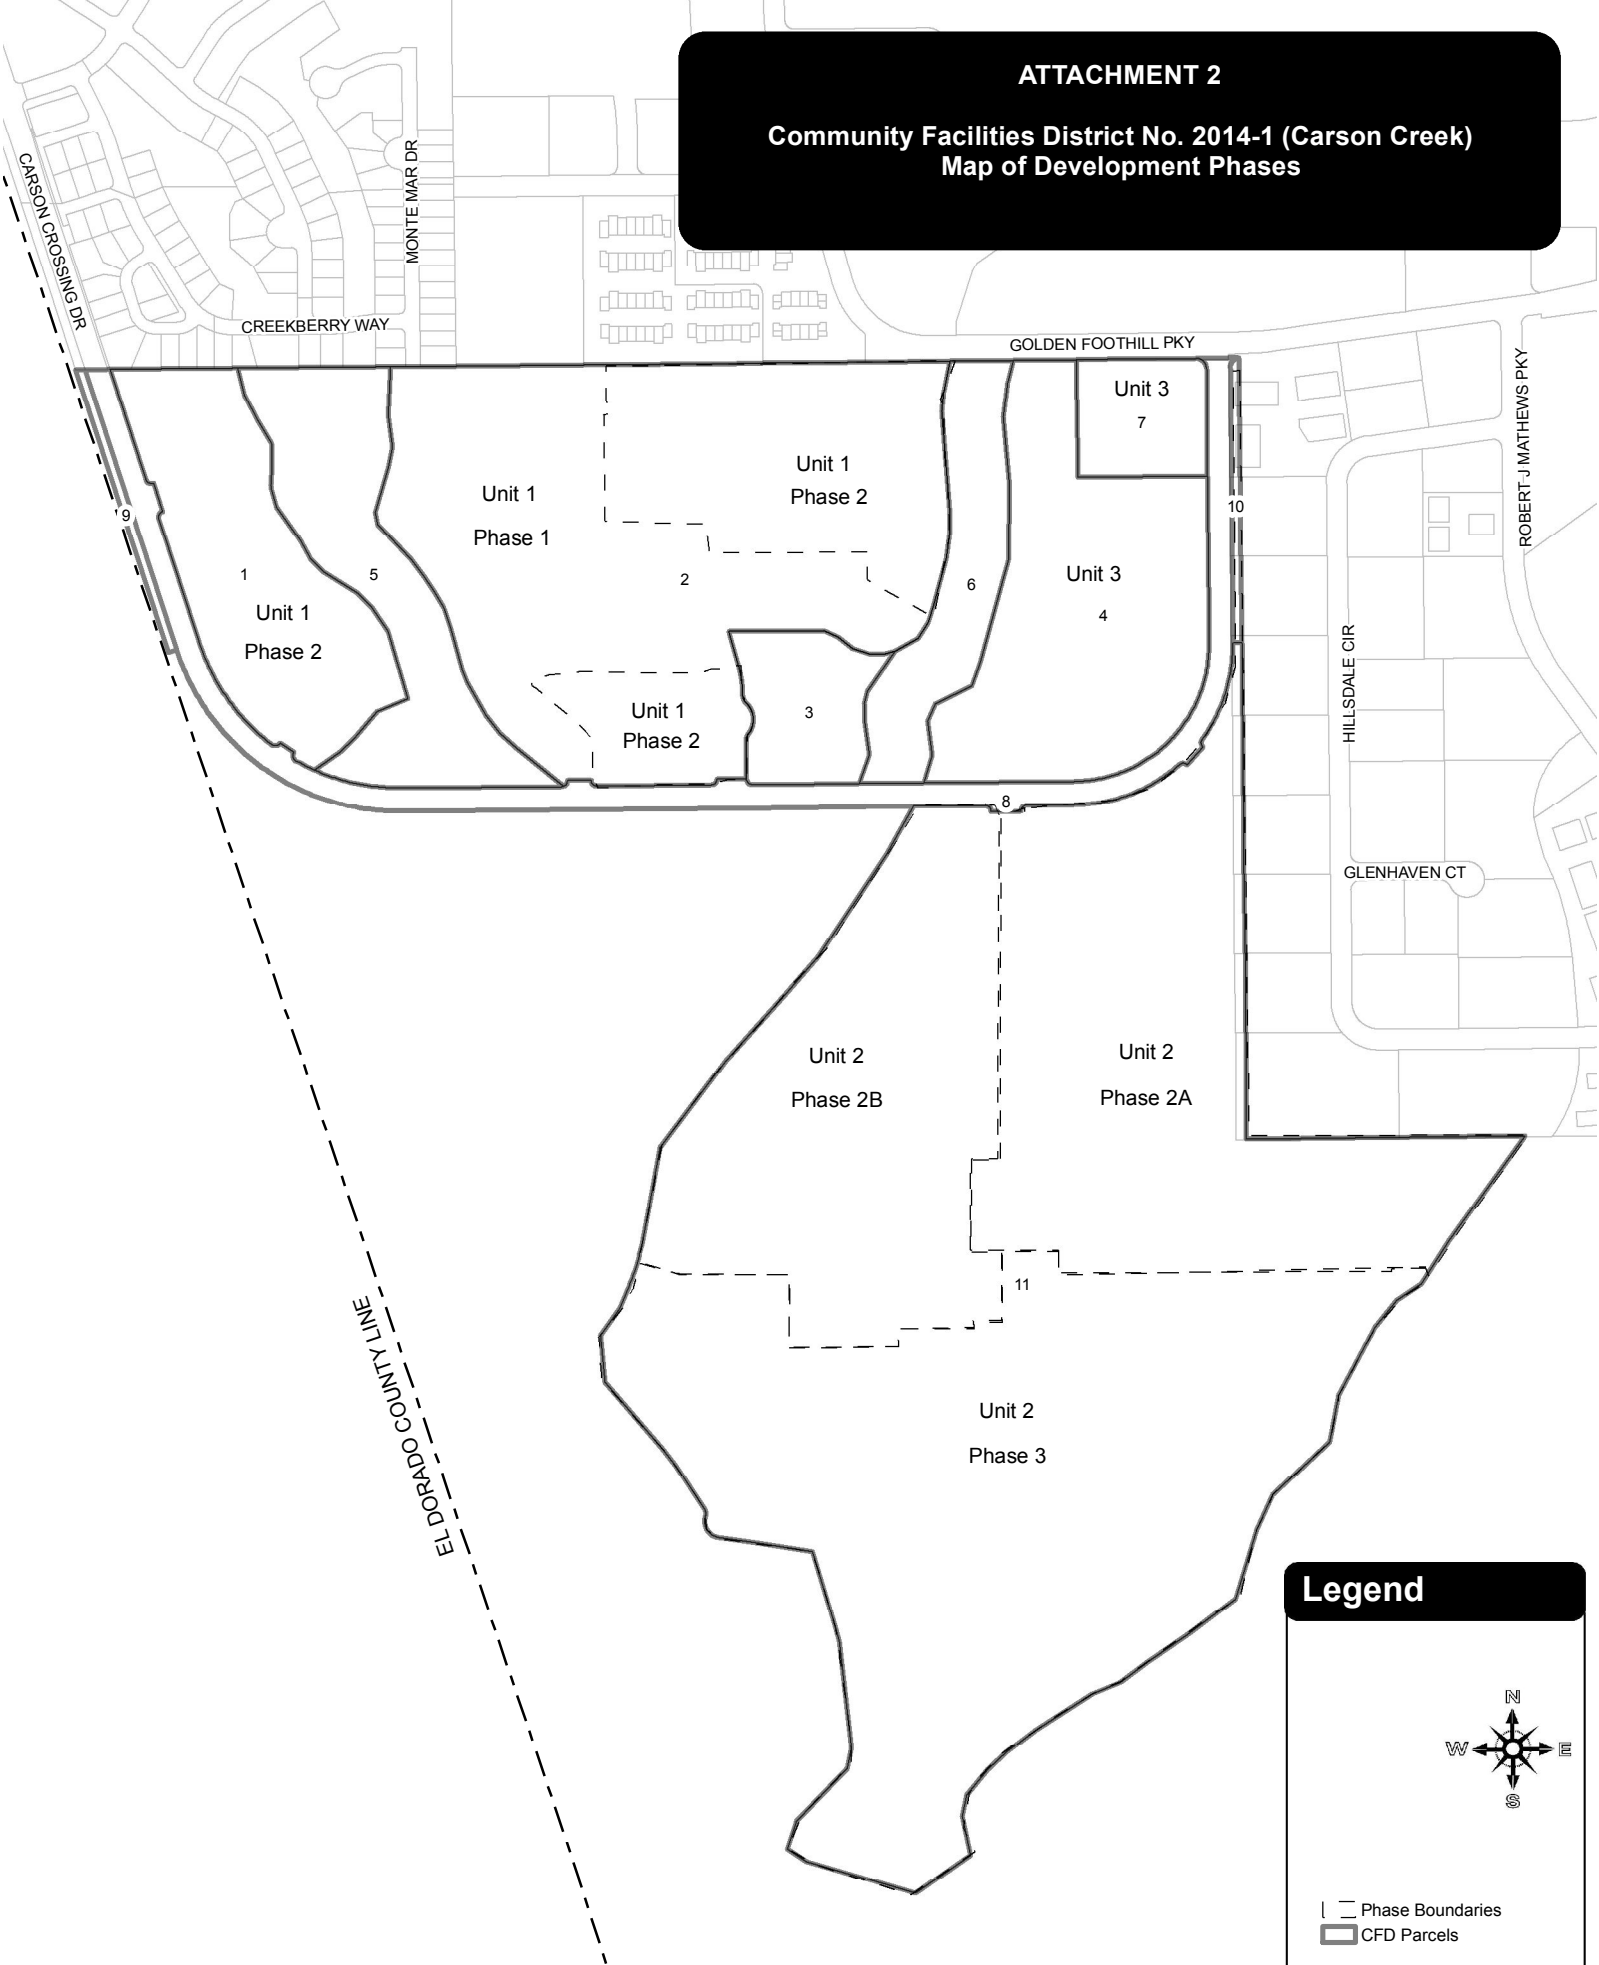 ATTACHMENT 2
Community Facilities District No. 2014-1 (Carson Creek)
Map of Development Phases
CARSON CROSSING DR
MONTE MAR DR
CREEKBERRY WAY
GOLDEN FOOTHILL PKY
ROBERT J MATHEWS PKY
HILLSDALE CIR
GLENHAVEN CT
EL DORADO COUNTY LINE
Unit 3
7
Unit 1
Phase 2
Unit 1
Phase 1
9
10
1
5
2
6
Unit 3
4
Unit 1
Phase 2
Unit 1
Phase 2
3
8
Unit 2
Phase 2B
Unit 2
Phase 2A
11
Unit 2
Phase 3
Legend
N
W
E
S
Phase Boundaries
CFD Parcels